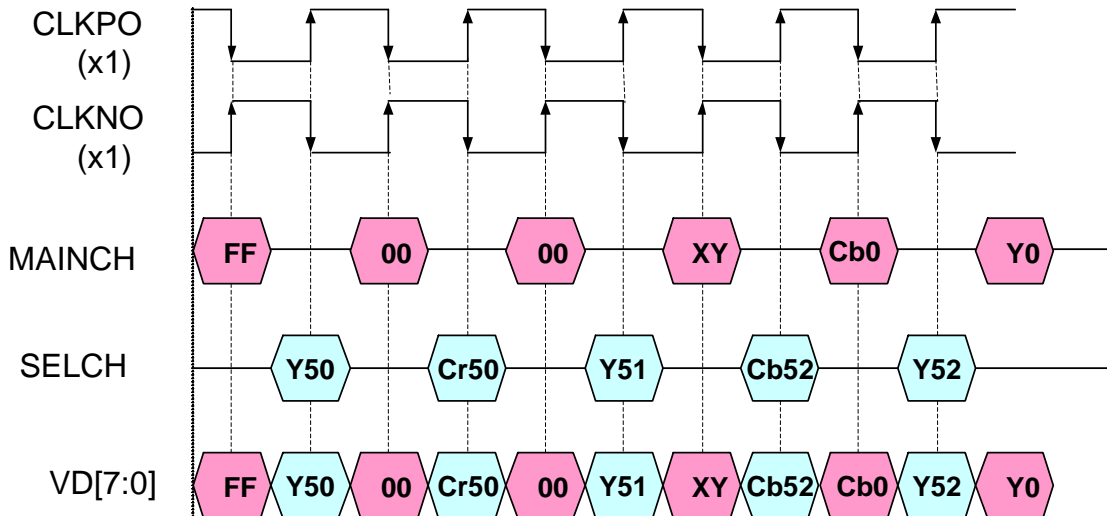 CLKPO
(x1)
CLKNO
(x1)
MAINCH FF 00 00 XY Cb0 Y0
SELCH Y50 Cr50 Y51 Cb52 Y52
VD[7:0] FF Y50 00 Cr50 00 Y51 XY Cb52 Cb0 Y52 Y0